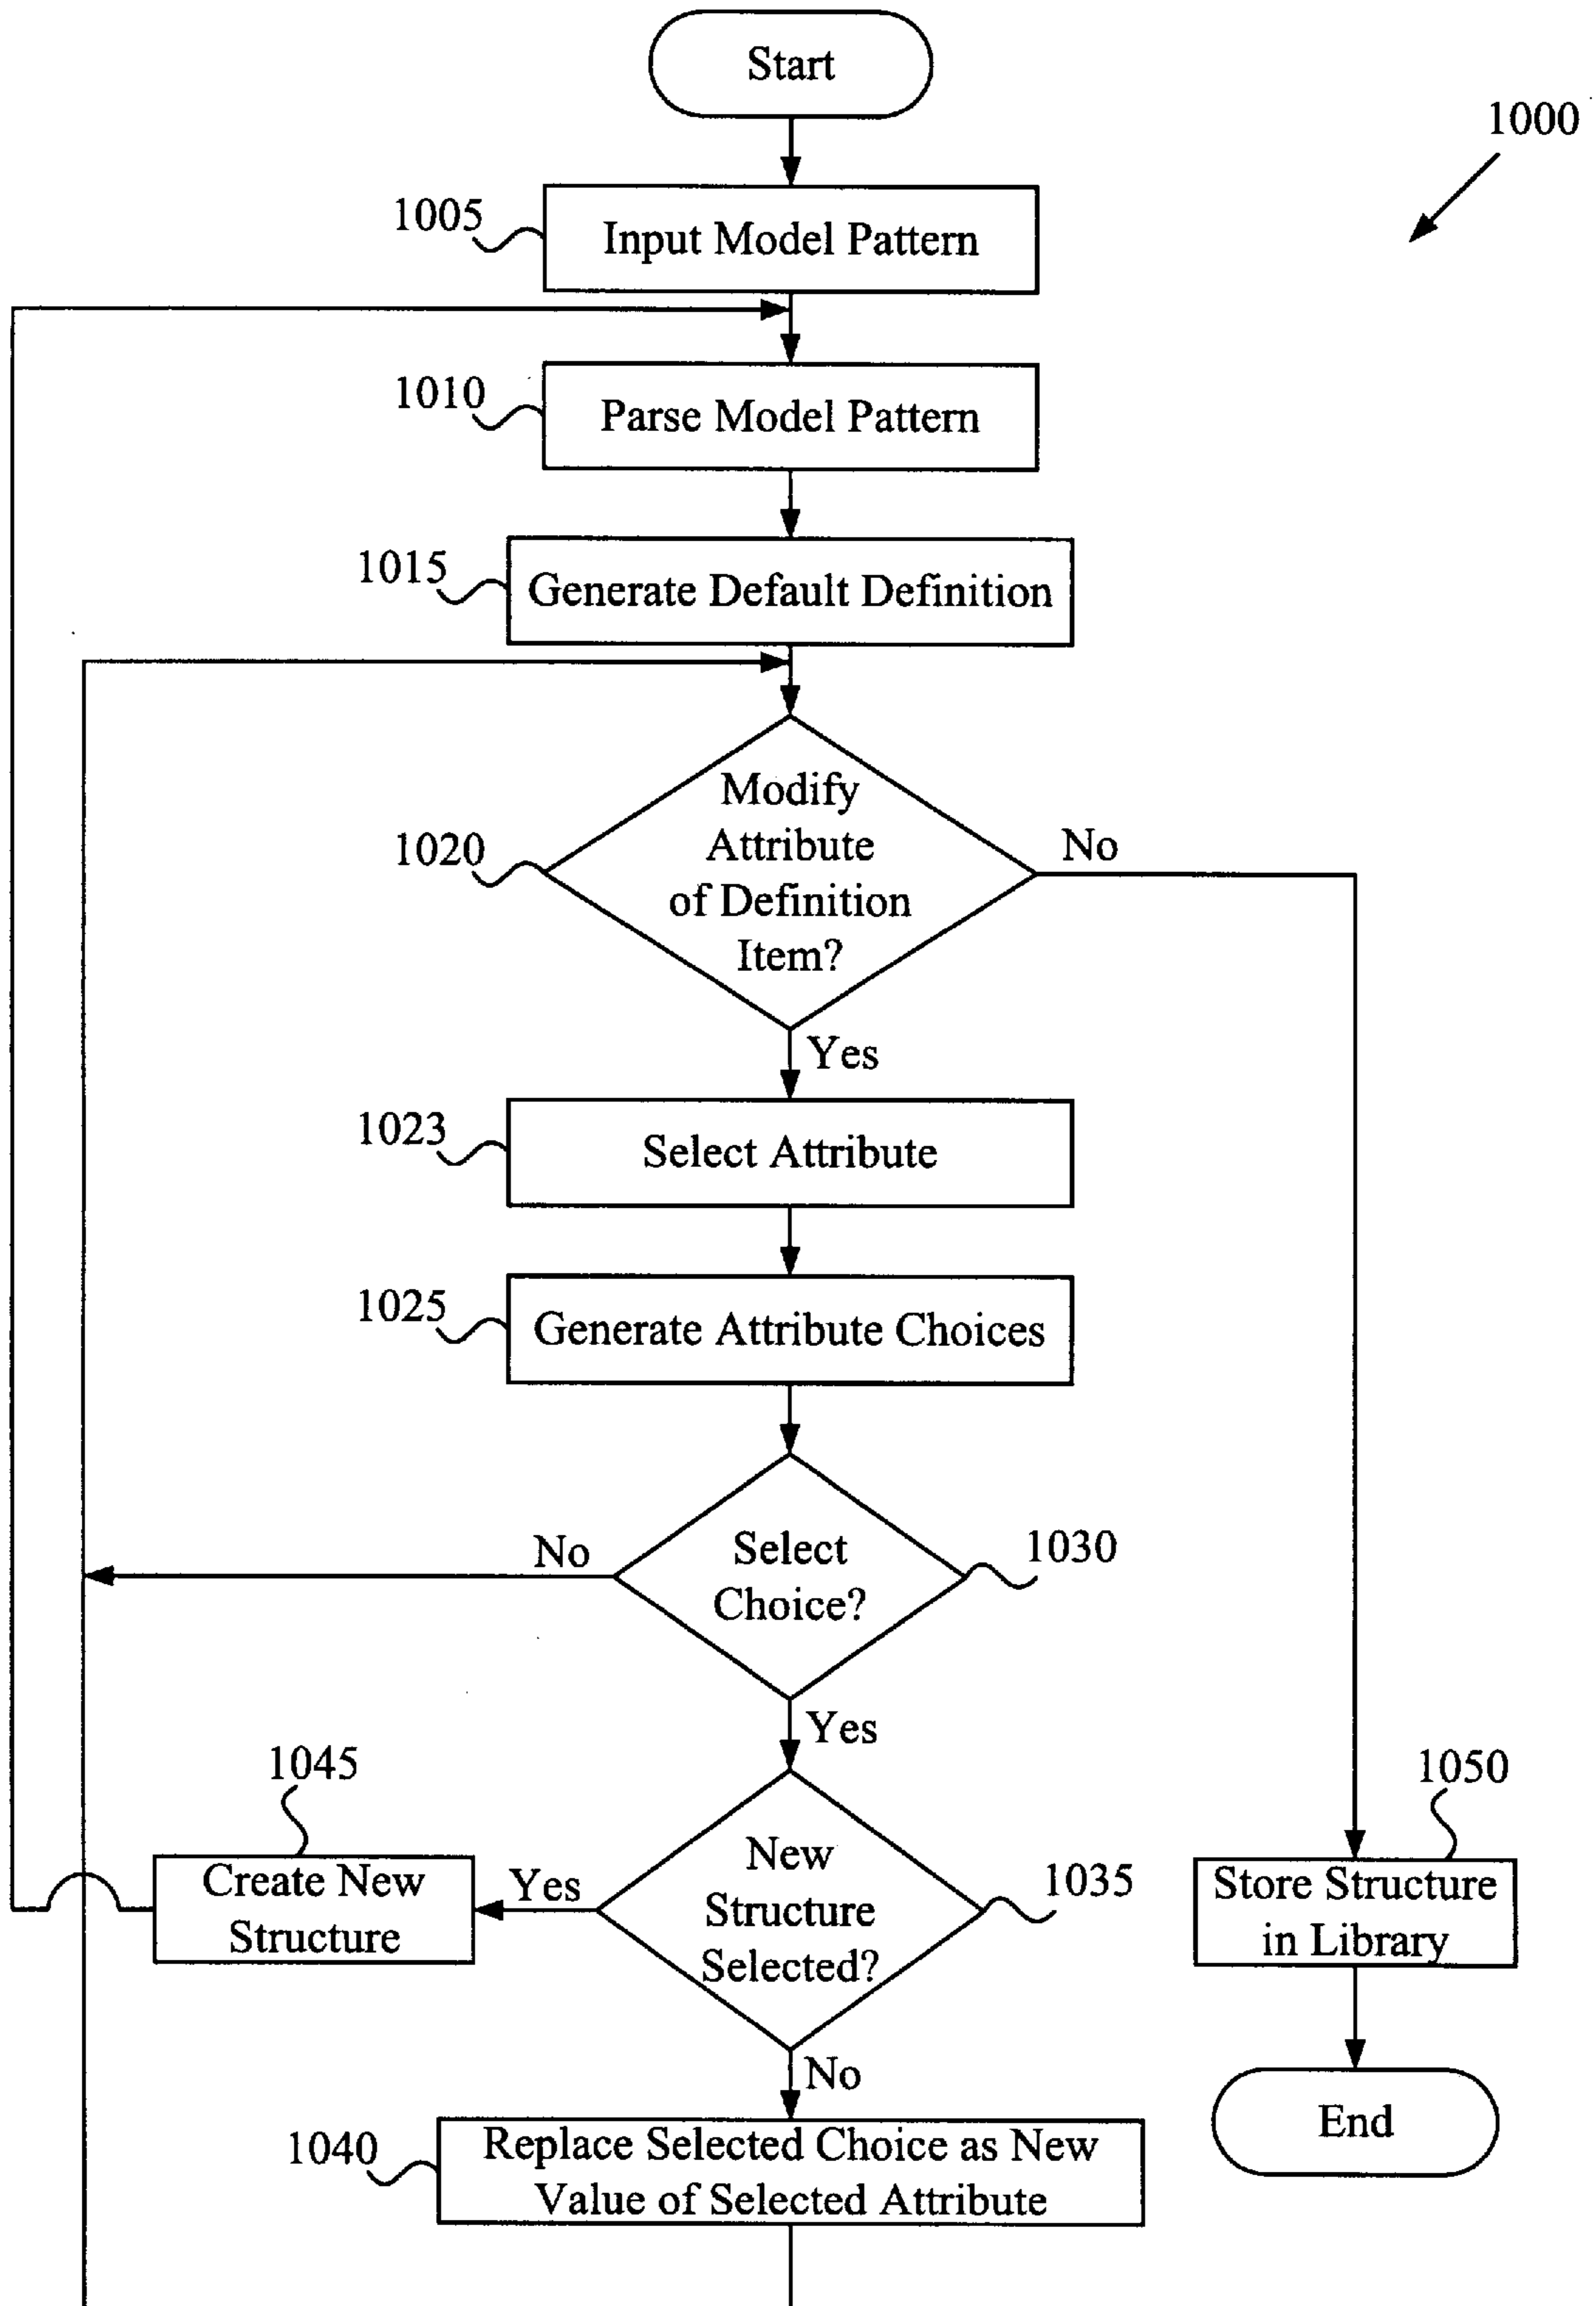 Start
1000
1005
Input Model Pattern
1010
Parse Model Pattern
1015
Generate Default Definition
Modify
Attribute
of Definition
Item?
1020
No
Yes
1023
Select Attribute
1025
Generate Attribute Choices
No
Select
Choice?
1030
Yes
1045
Create New
Structure
Yes
New
Structure
Selected?
1035
1050
Store Structure
in Library
No
End
1040
Replace Selected Choice as New
Value of Selected Attribute